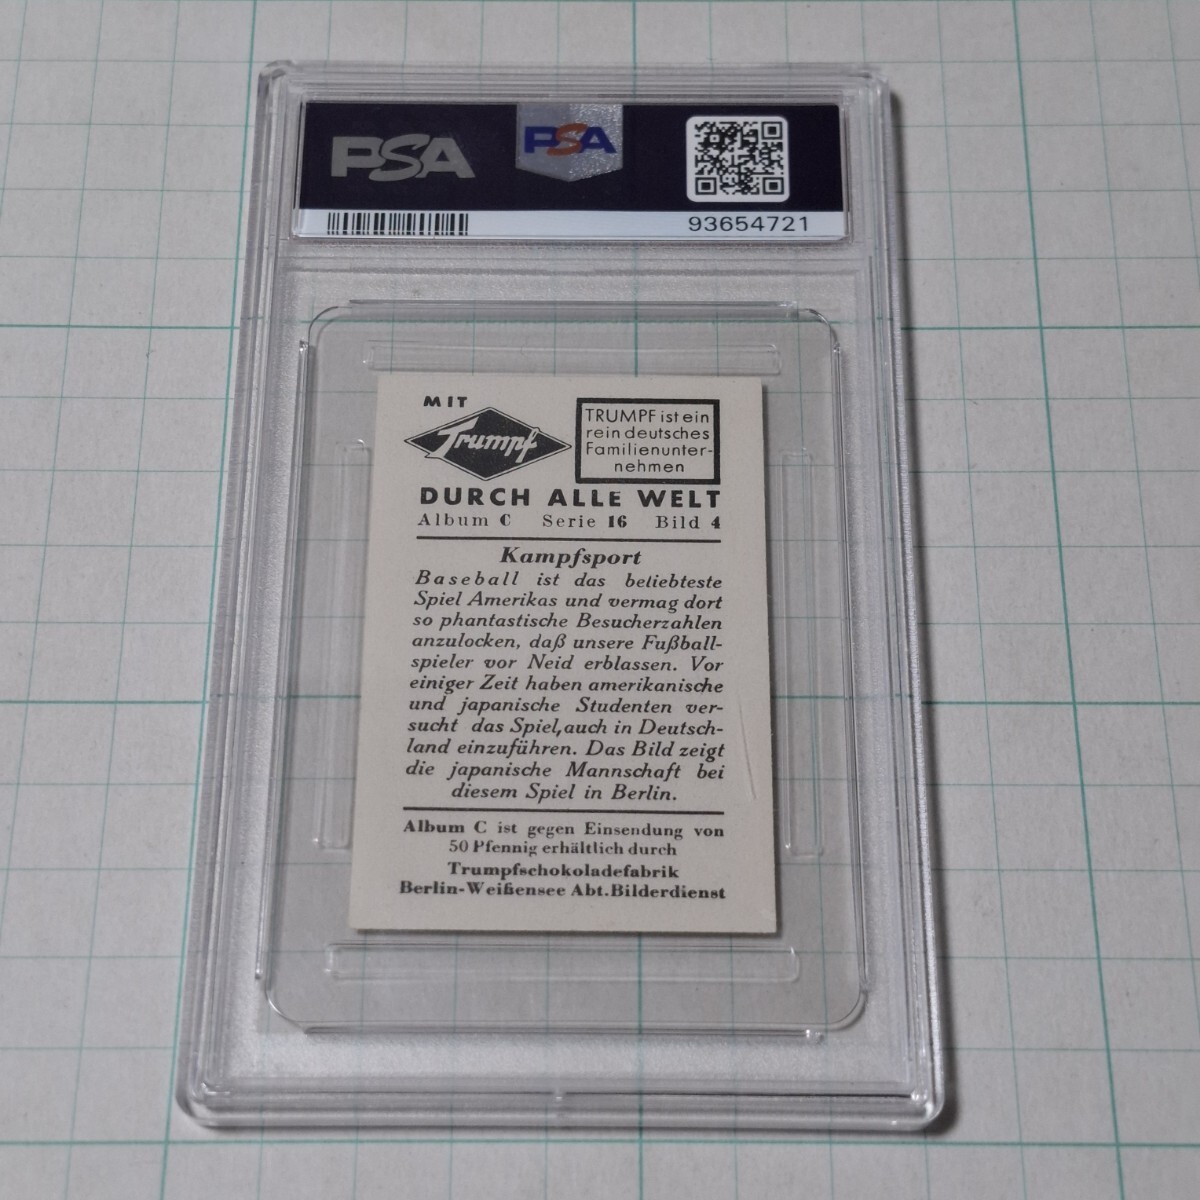 PSA
PSA
93654721
MIT
Trumpf
TRUMPF ist ein
rein deutsches
Familienunter-
nehmen
DURCH ALLE WELT
Album C Serie 16 Bild 4
Kampfsport
Baseball ist das beliebteste
Spiel Amerikas und vermag dort
so phantastische Besucherzahlen
anzulocken, daß unsere Fußball-
spieler vor Neid erblassen. Vor
einiger Zeit haben amerikanische
und japanische Studenten ver-
sucht das Spiel, auch in Deutsch-
land einzuführen. Das Bild zeigt
die japanische Mannschaft bei
diesem Spiel in Berlin.
Album C ist gegen Einsendung von
50 Pfennig erhältlich durch
Trumpfschokoladefabrik
Berlin-Weißensee Abt. Bilderdienst